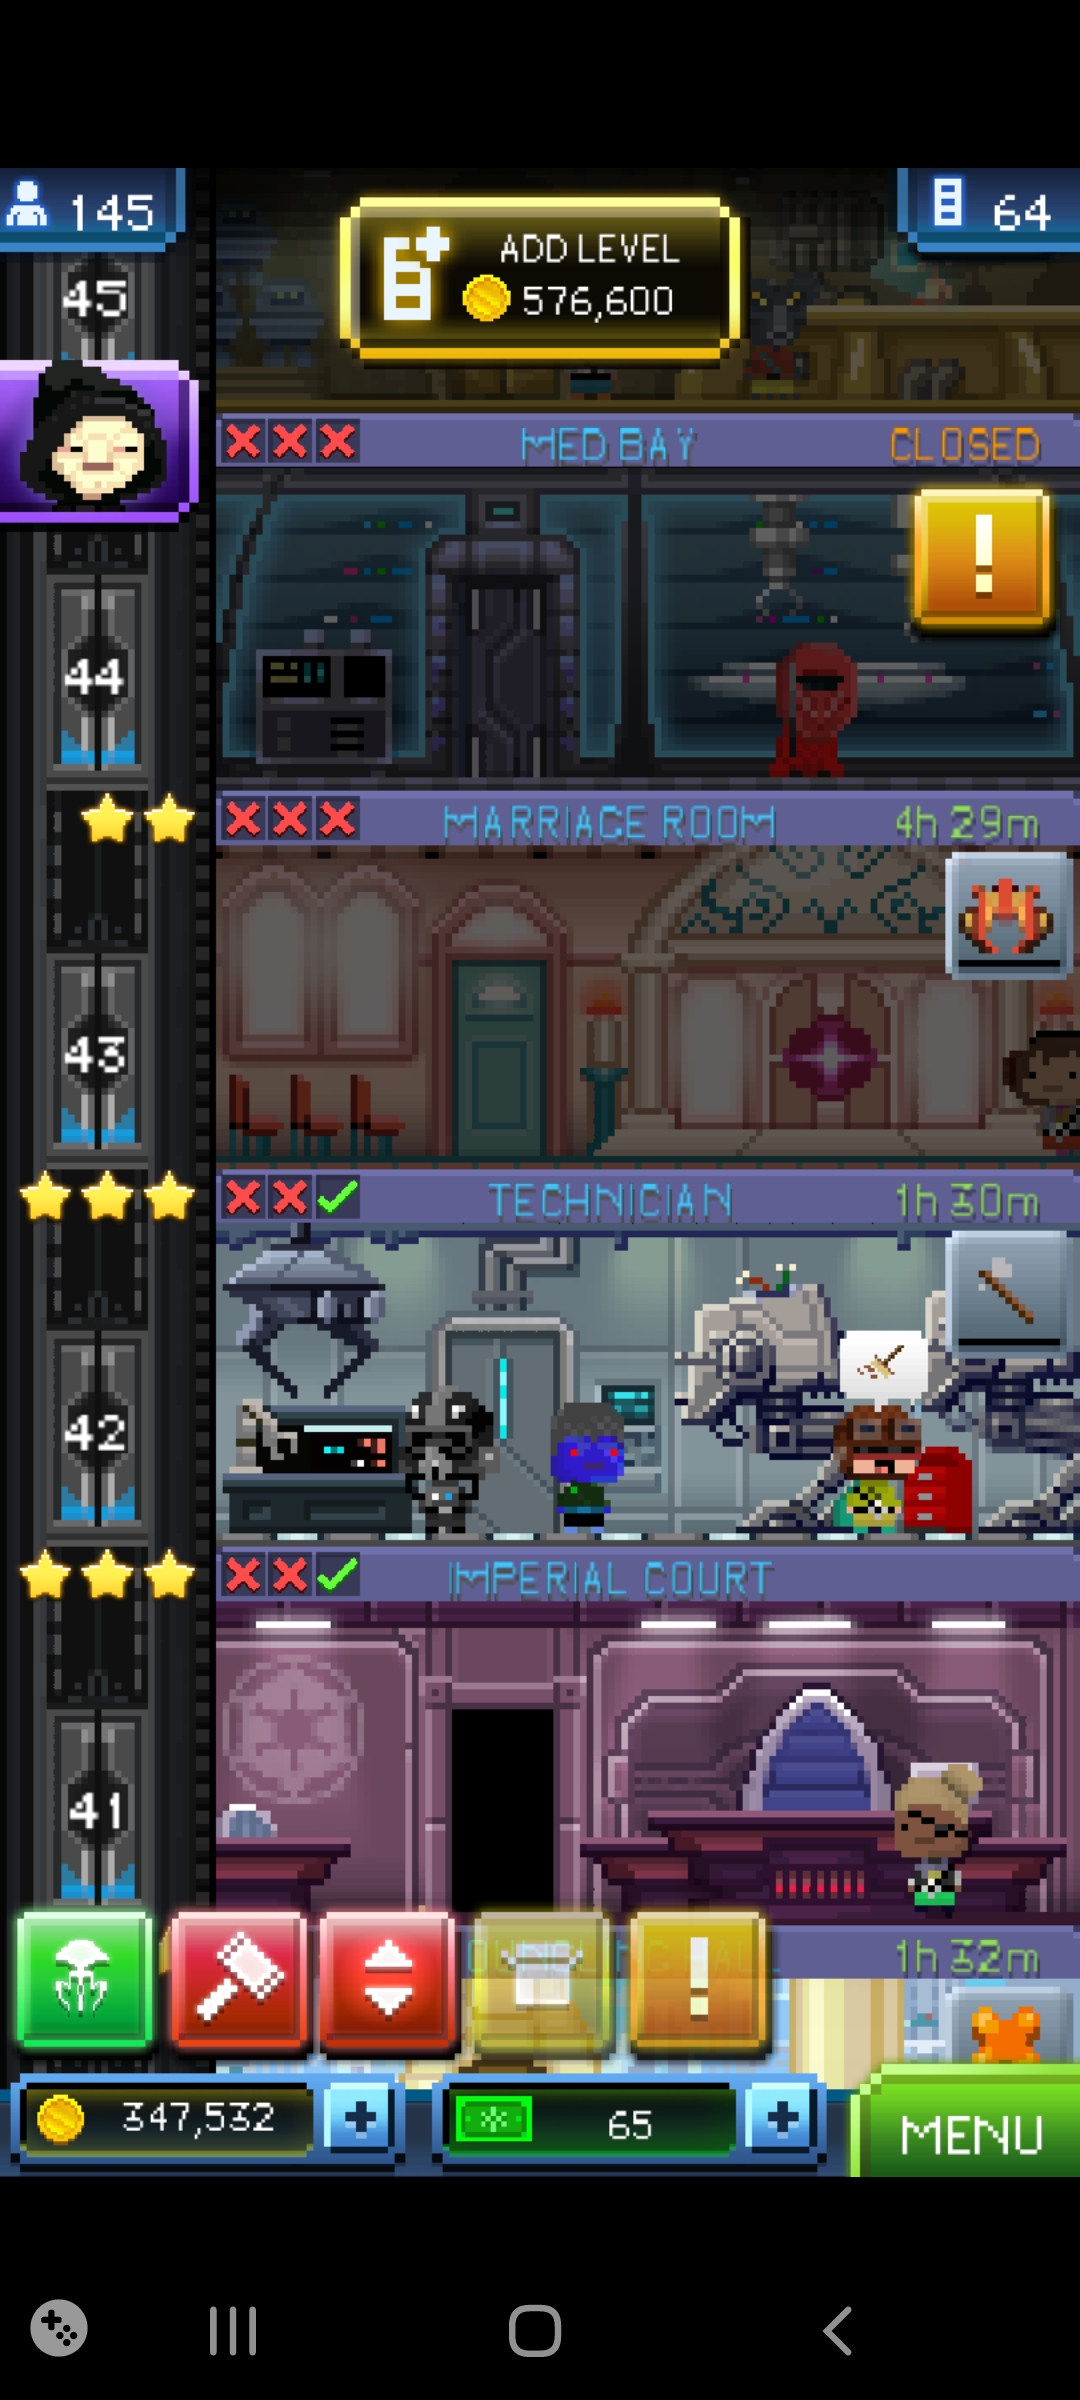 145
ADD LEVEL
576,600
64
45
MED BAY
CLOSED
!
44
MARRIAGE ROOM
4h 29m
43
TECHNICIAN
1h 30m
42
IMPERIAL COURT
41
1h 32m
!
347,532
+
65
+
MENU